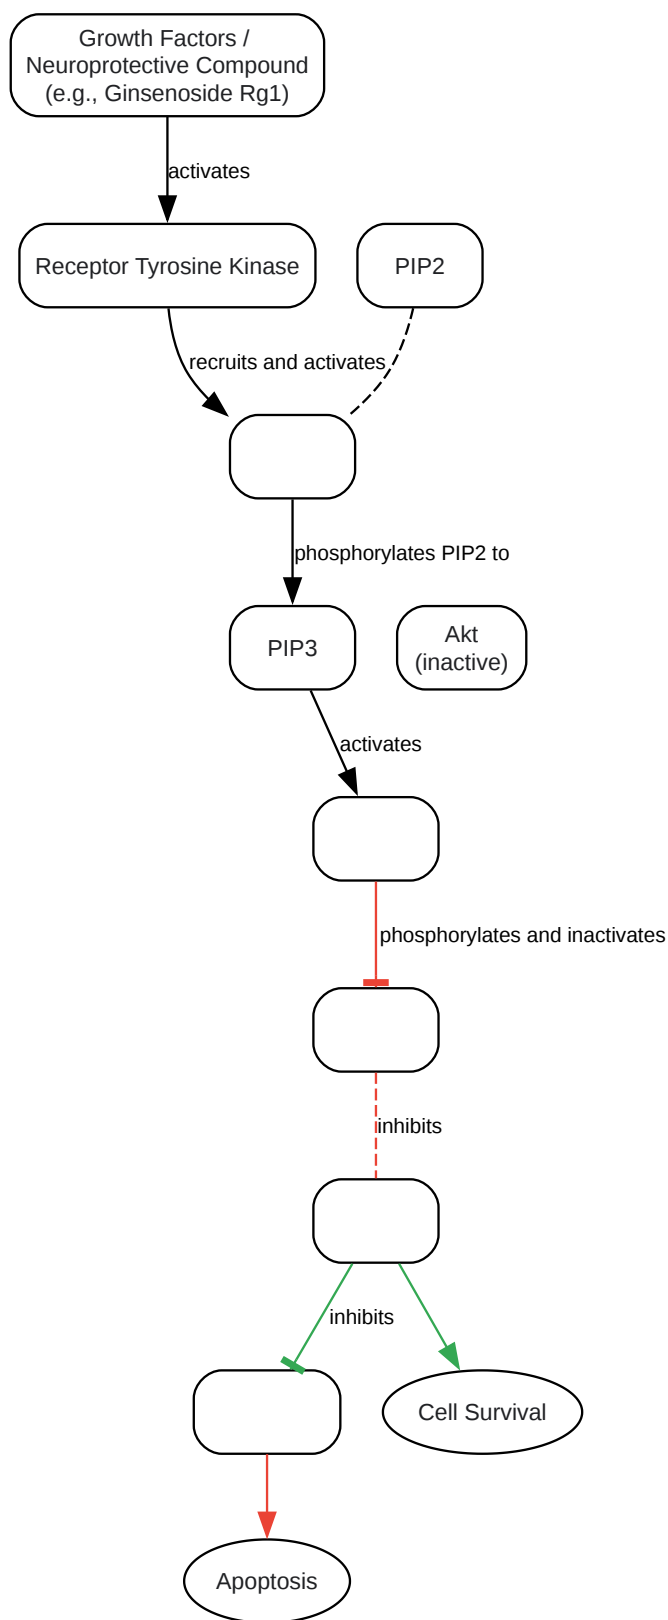 Growth Factors /
Neuroprotective Compound
(e.g., Ginsenoside Rg1)
activates
Receptor Tyrosine Kinase
PIP2
recruits and activates
phosphorylates PIP2 to
PIP3
Akt
(inactive)
activates
phosphorylates and inactivates
inhibits
inhibits
Cell Survival
Apoptosis